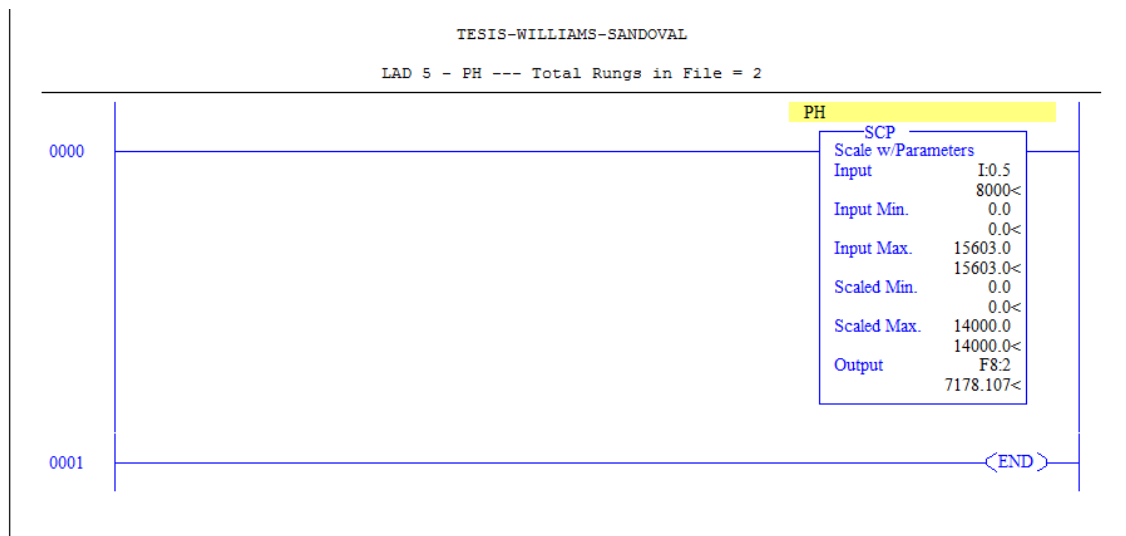 TESIS-WILLIAMS-SANDOVAL
LAD 5 - PH --- Total Rungs in File = 2
PH
SCP
0000
Scale w/Parameters
Input I:0.5
8000<
Input Min. 0.0
0.0<
Input Max. 15603.0
15603.0<
Scaled Min. 0.0
0.0<
Scaled Max. 14000.0
14000.0<
Output F8:2
7178.107<
0001
END